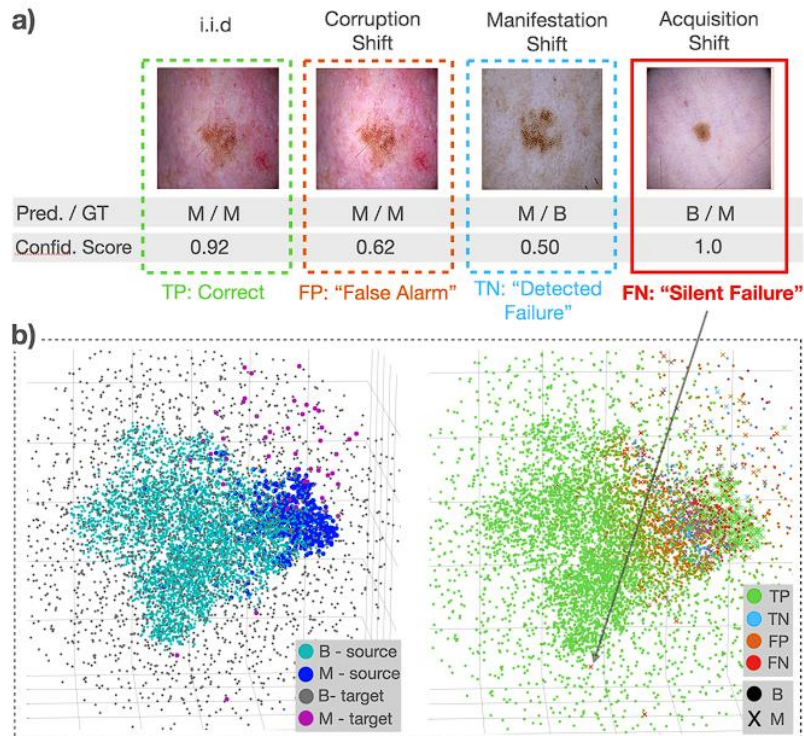 a)
i.i.d
Corruption
Shift
Manifestation
Shift
Acquisition
Shift
Pred. / GT M / M M / M M / B B / M
Confid. Score 0.92 0.62 0.50 1.0
TP: Correct
FP: “False Alarm”
TN: “Detected
Failure”
FN: “Silent Failure”
b)
B - source
M - source
B- target
M - target
TP
TN
FP
FN
B
X M